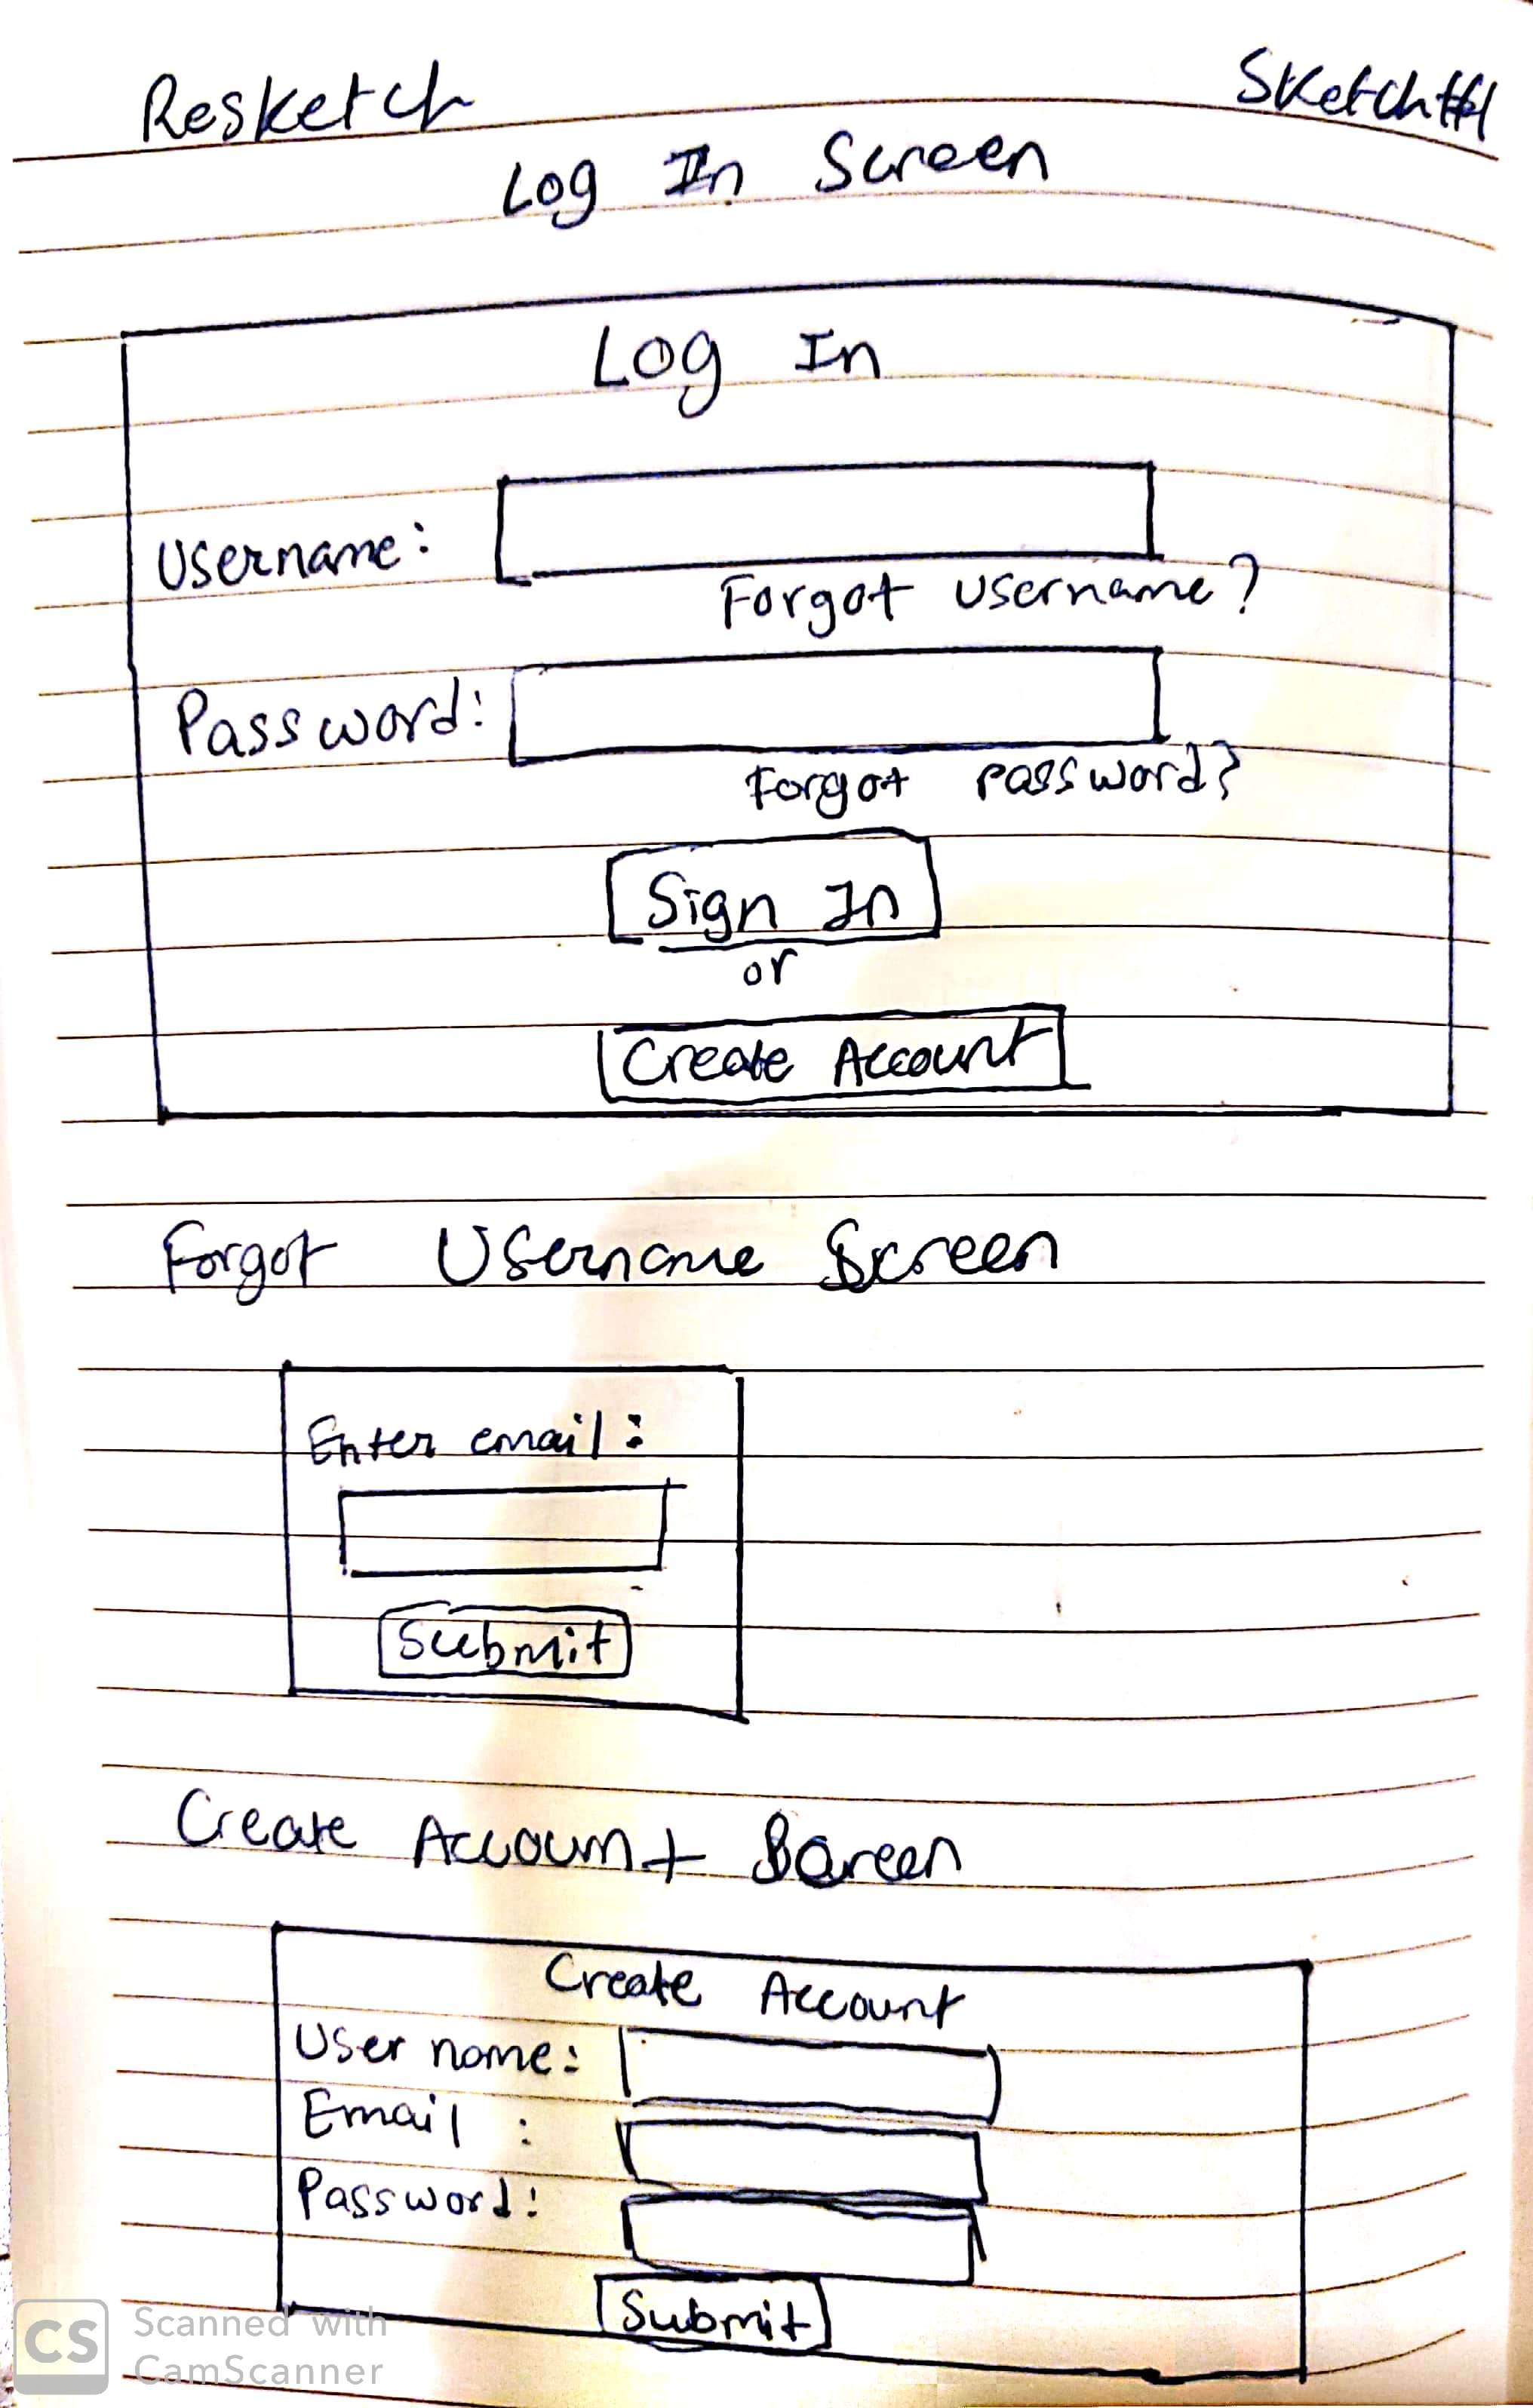 Resketch
Sketch#1
Log In Screen
Log In
Username:
Forgot username?
Password:
Forgot password?
Sign In
or
Create Account
Forgot Username Screen
Enter email:
Submit
Create Account Screen
Create Account
User name:
Email :
Password:
Submit
CS
Scanned with
CamScanner